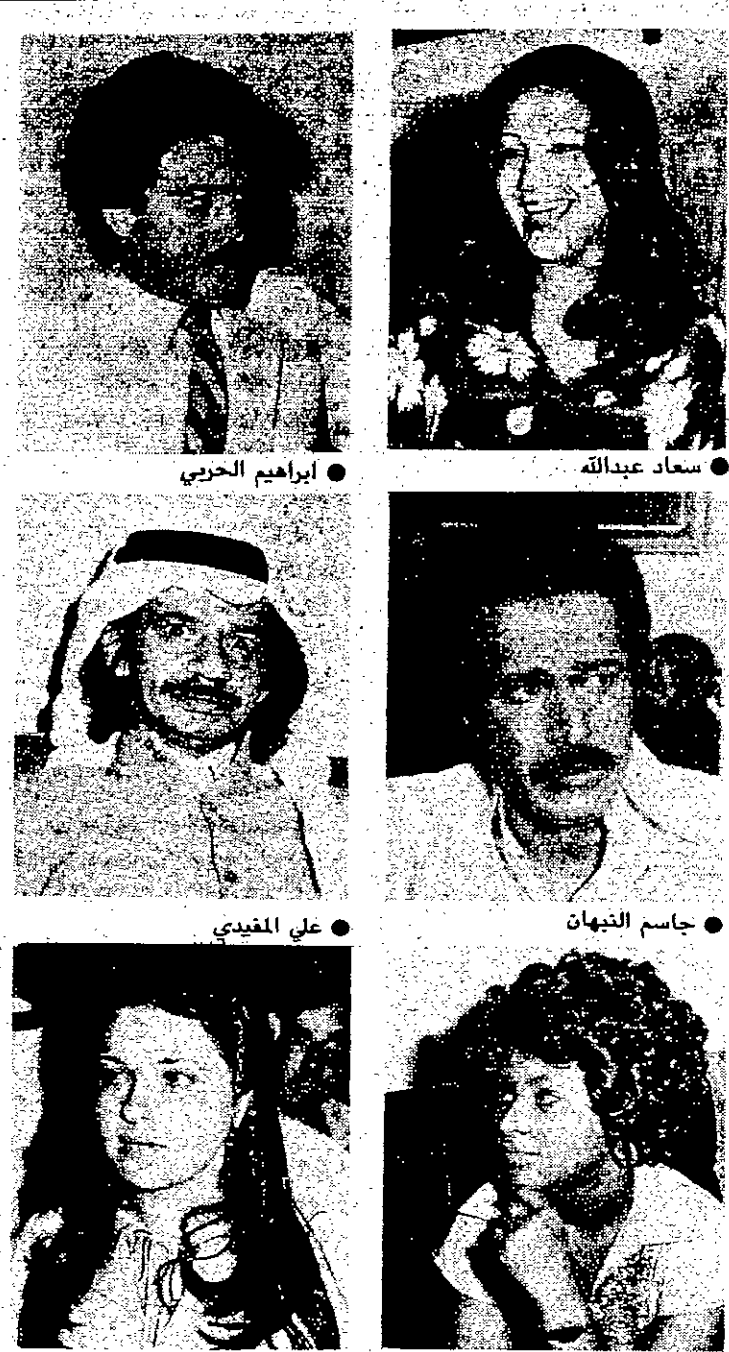 ● سعاد عبدالله
● ابراهيم الحربي
● جاسم النبهان
● علي المفيدي